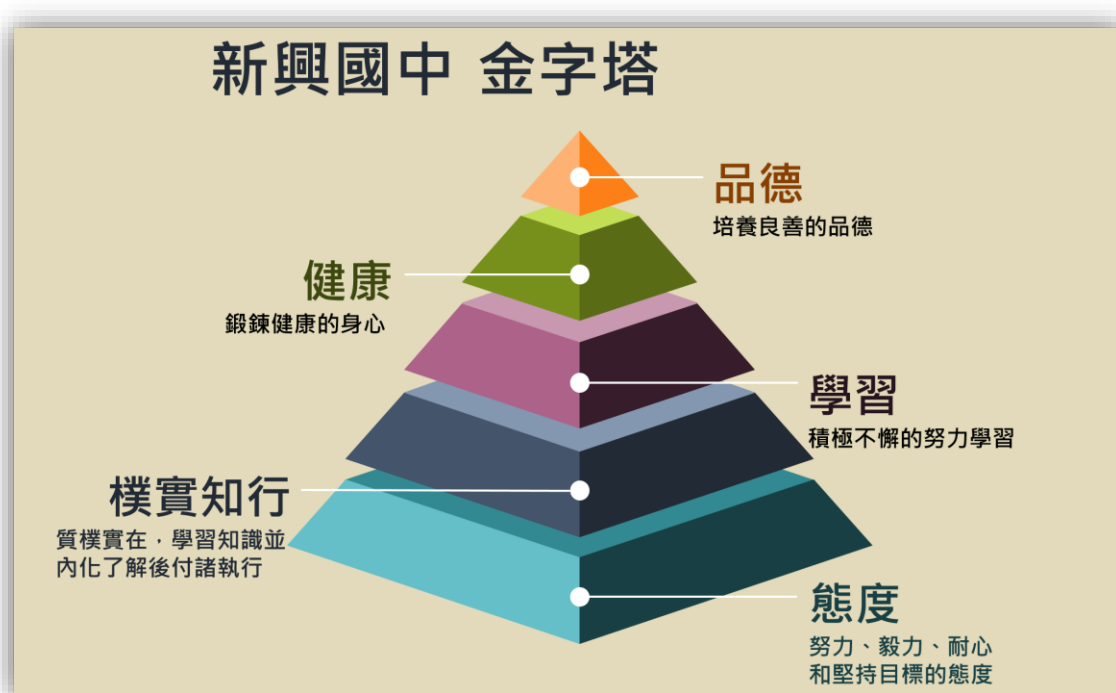 新興國中 金字塔
品德
培養良善的品德
健康
鍛鍊健康的身心
學習
積極不懈的努力學習
樸實知行
質樸實在，學習知識並
內化了解後付諸執行
態度
努力、毅力、耐心
和堅持目標的態度